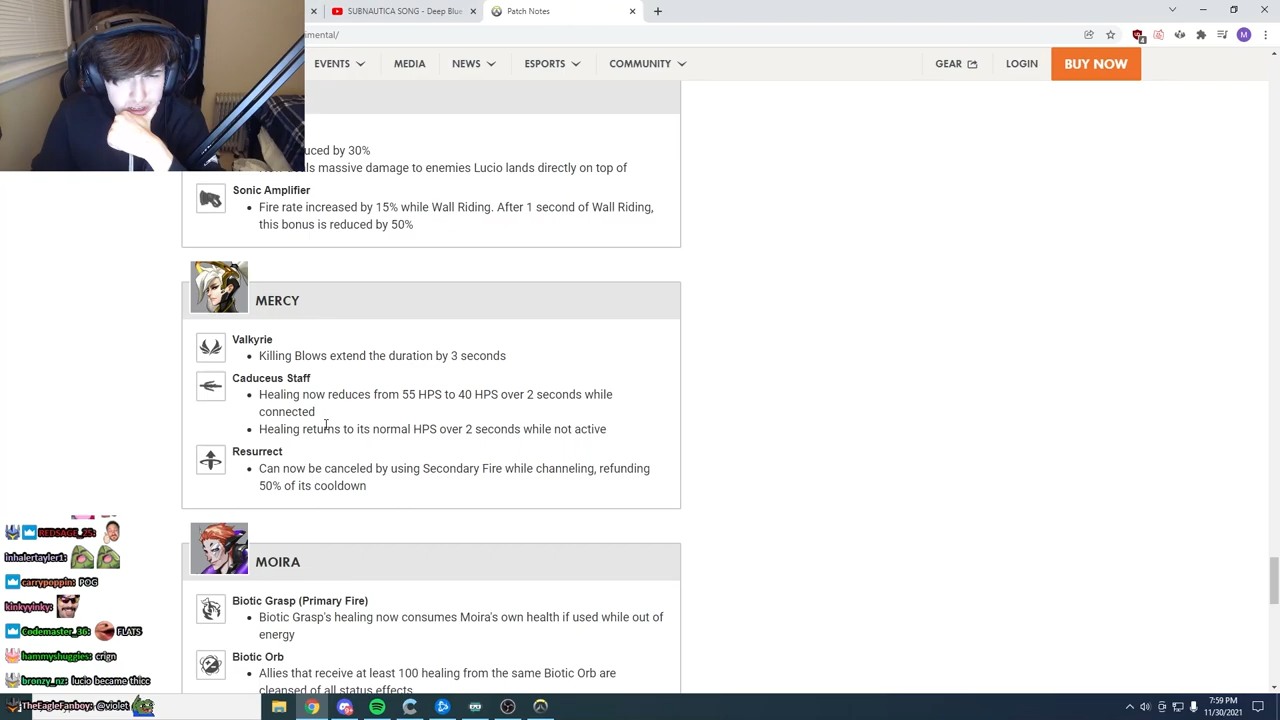 SUBNAUTICA SONG - Deep Blue
Patch Notes
imental/
4
M
EVENTS
MEDIA
NEWS
ESPORTS
COMMUNITY
GEAR
LOGIN
BUY NOW
uced by 30%
massive damage to enemies Lucio lands directly on top of
Sonic Amplifier
• Fire rate increased by 15% while Wall Riding. After 1 second of Wall Riding,
this bonus is reduced by 50%
MERCY
Valkyrie
• Killing Blows extend the duration by 3 seconds
Caduceus Staff
• Healing now reduces from 55 HPS to 40 HPS over 2 seconds while
connected
• Healing returns to its normal HPS over 2 seconds while not active
Resurrect
• Can now be canceled by using Secondary Fire while channeling, refunding
50% of its cooldown
MOIRA
Biotic Grasp (Primary Fire)
• Biotic Grasp's healing now consumes Moira's own health if used while out of
energy
Biotic Orb
• Allies that receive at least 100 healing from the same Biotic Orb are
cleansed of all status effects
REDSAGE_25:
inhalertayler1:
carrypoppin: POG
kinkyyinky:
Codemaster_36: FLATS
hammyshuggies: crign
bronzy_nz: lucio became thicc
TheEagleFanboy: @violet
7:59 PM
11/30/2021